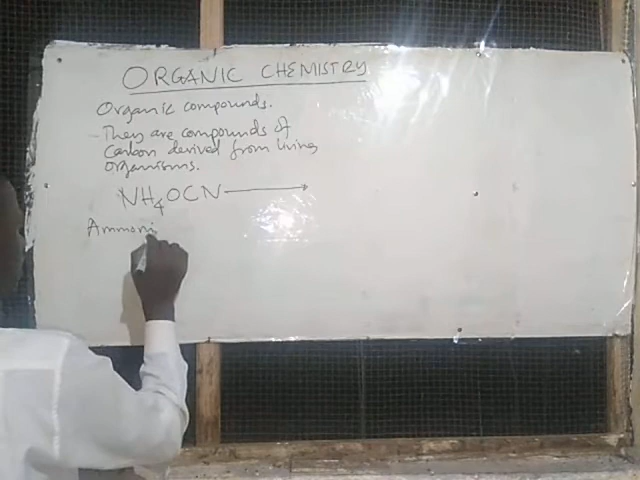 ORGANIC CHEMISTRY
Organic compounds.
- They are compounds of
Carbon derived from living
organisms.
NH₄OCN ⟶
Ammoni